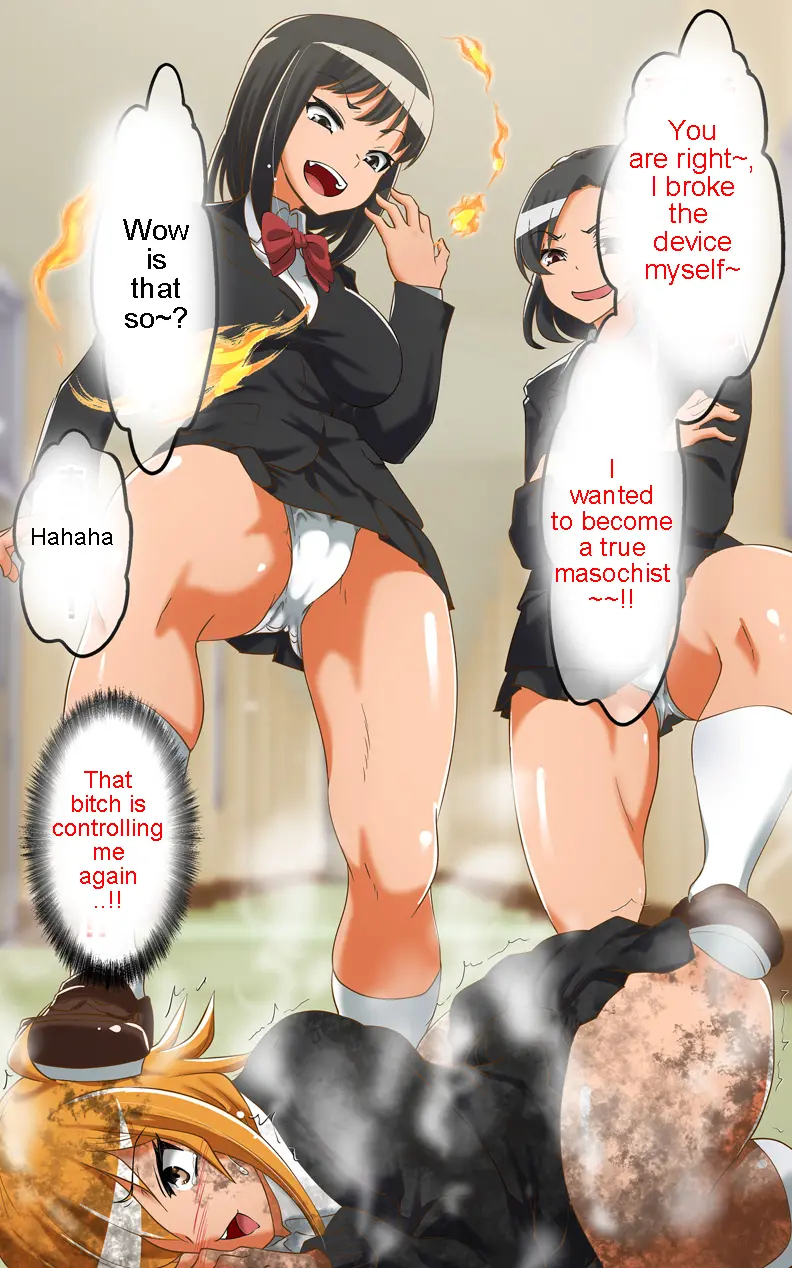 You
are right~,
I broke
the
device
myself~
Wow
is
that
so~?
I
wanted
to become
a true
masochist
~~!!
Hahaha
That
bitch is
controlling
me
again
..!!